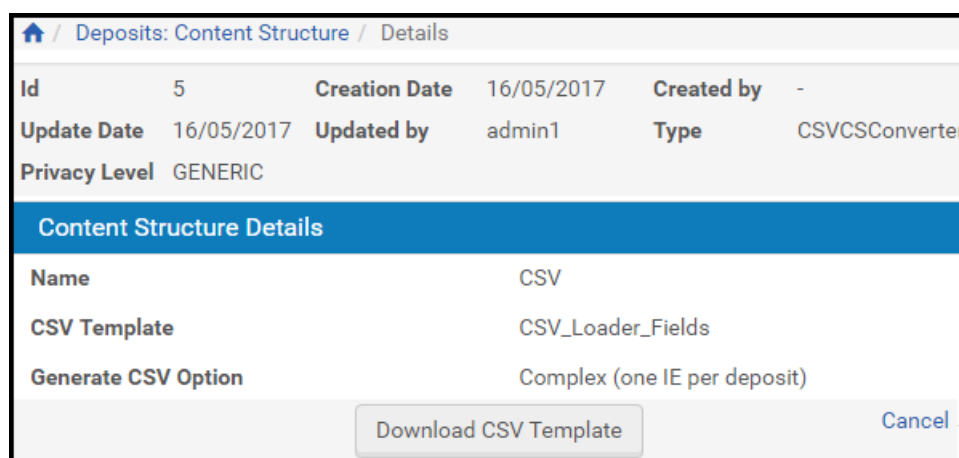 / Deposits: Content Structure / Details
Id 5 Creation Date 16/05/2017 Created by -
Update Date 16/05/2017 Updated by admin1 Type CSVCSConverter
Privacy Level GENERIC
Content Structure Details
Name CSV
CSV Template CSV_Loader_Fields
Generate CSV Option Complex (one IE per deposit)
Download CSV Template Cancel